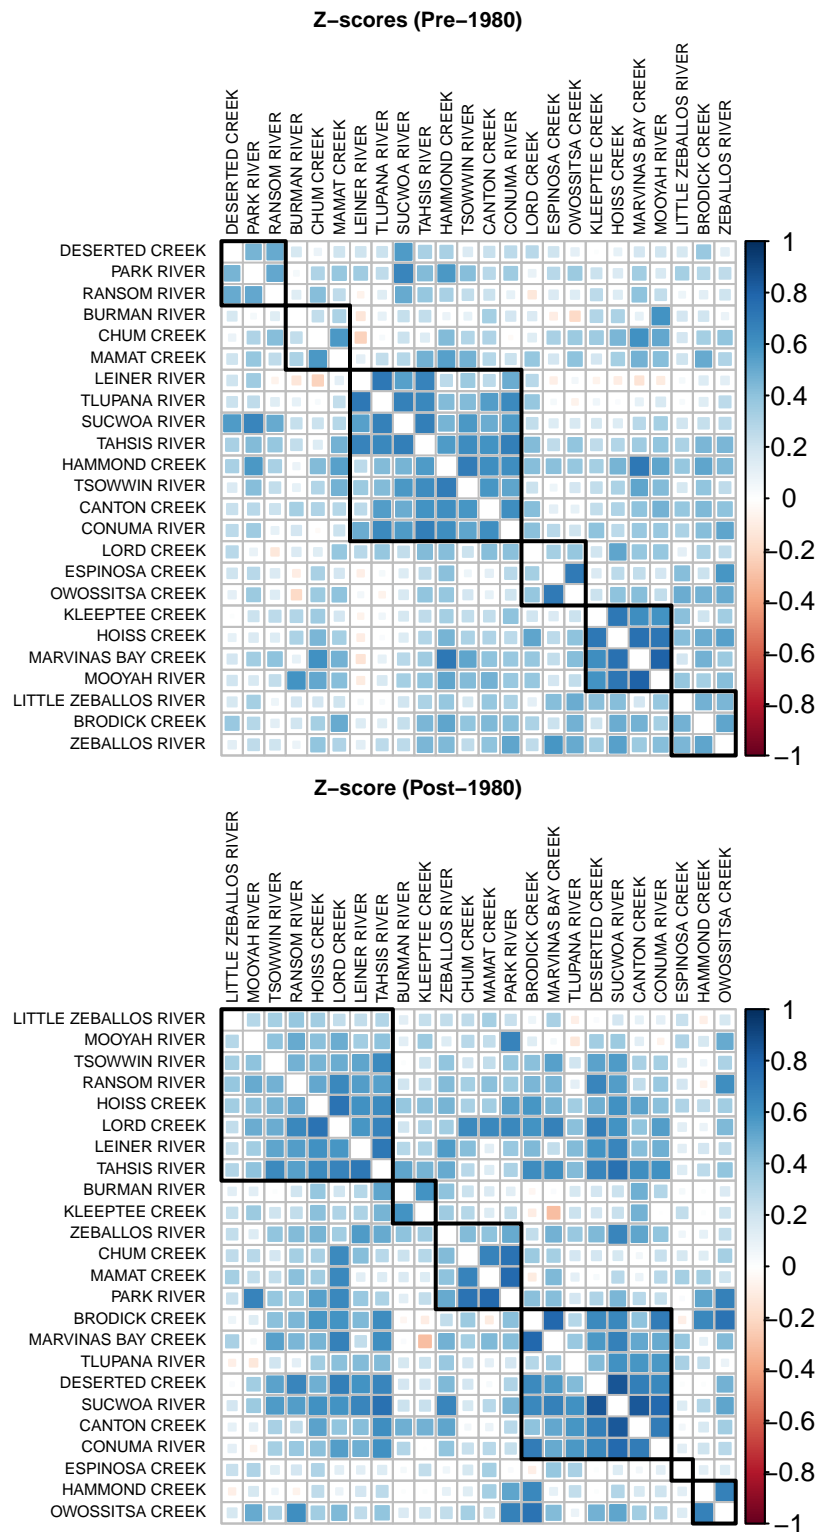 Z−scores (Pre−1980)
DESERTED CREEK
PARK RIVER
RANSOM RIVER
BURMAN RIVER
CHUM CREEK
MAMAT CREEK
LEINER RIVER
TLUPANA RIVER
SUCWOA RIVER
TAHSIS RIVER
HAMMOND CREEK
TSOWWIN RIVER
CANTON CREEK
CONUMA RIVER
LORD CREEK
ESPINOSA CREEK
OWOSSITSA CREEK
KLEEPTEE CREEK
HOISS CREEK
MARVINAS BAY CREEK
MOOYAH RIVER
LITTLE ZEBALLOS RIVER
BRODICK CREEK
ZEBALLOS RIVER
DESERTED CREEK
PARK RIVER
RANSOM RIVER
BURMAN RIVER
CHUM CREEK
MAMAT CREEK
LEINER RIVER
TLUPANA RIVER
SUCWOA RIVER
TAHSIS RIVER
HAMMOND CREEK
TSOWWIN RIVER
CANTON CREEK
CONUMA RIVER
LORD CREEK
ESPINOSA CREEK
OWOSSITSA CREEK
KLEEPTEE CREEK
HOISS CREEK
MARVINAS BAY CREEK
MOOYAH RIVER
LITTLE ZEBALLOS RIVER
BRODICK CREEK
ZEBALLOS RIVER
1
0.8
0.6
0.4
0.2
0
−0.2
−0.4
−0.6
−0.8
−1
Z−score (Post−1980)
LITTLE ZEBALLOS RIVER
MOOYAH RIVER
TSOWWIN RIVER
RANSOM RIVER
HOISS CREEK
LORD CREEK
LEINER RIVER
TAHSIS RIVER
BURMAN RIVER
KLEEPTEE CREEK
ZEBALLOS RIVER
CHUM CREEK
MAMAT CREEK
PARK RIVER
BRODICK CREEK
MARVINAS BAY CREEK
TLUPANA RIVER
DESERTED CREEK
SUCWOA RIVER
CANTON CREEK
CONUMA RIVER
ESPINOSA CREEK
HAMMOND CREEK
OWOSSITSA CREEK
LITTLE ZEBALLOS RIVER
MOOYAH RIVER
TSOWWIN RIVER
RANSOM RIVER
HOISS CREEK
LORD CREEK
LEINER RIVER
TAHSIS RIVER
BURMAN RIVER
KLEEPTEE CREEK
ZEBALLOS RIVER
CHUM CREEK
MAMAT CREEK
PARK RIVER
BRODICK CREEK
MARVINAS BAY CREEK
TLUPANA RIVER
DESERTED CREEK
SUCWOA RIVER
CANTON CREEK
CONUMA RIVER
ESPINOSA CREEK
HAMMOND CREEK
OWOSSITSA CREEK
1
0.8
0.6
0.4
0.2
0
−0.2
−0.4
−0.6
−0.8
−1